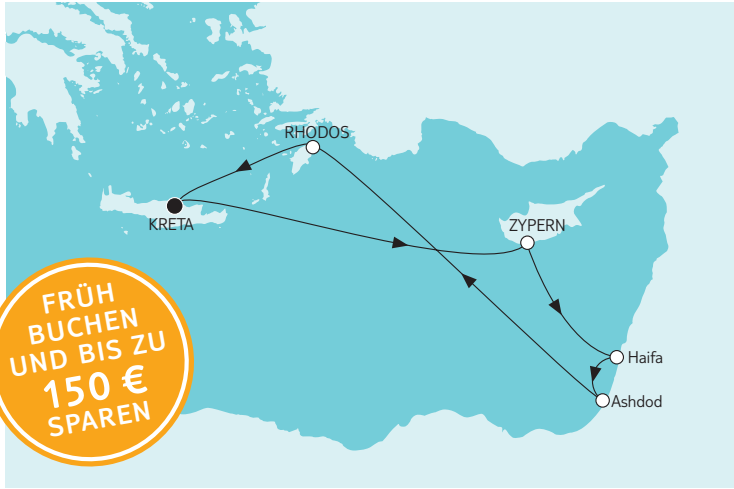 RHODOS
KRETA
ZYPERN
Haifa
Ashdod
FRÜH
BUCHEN
UND BIS ZU
150 €
SPAREN